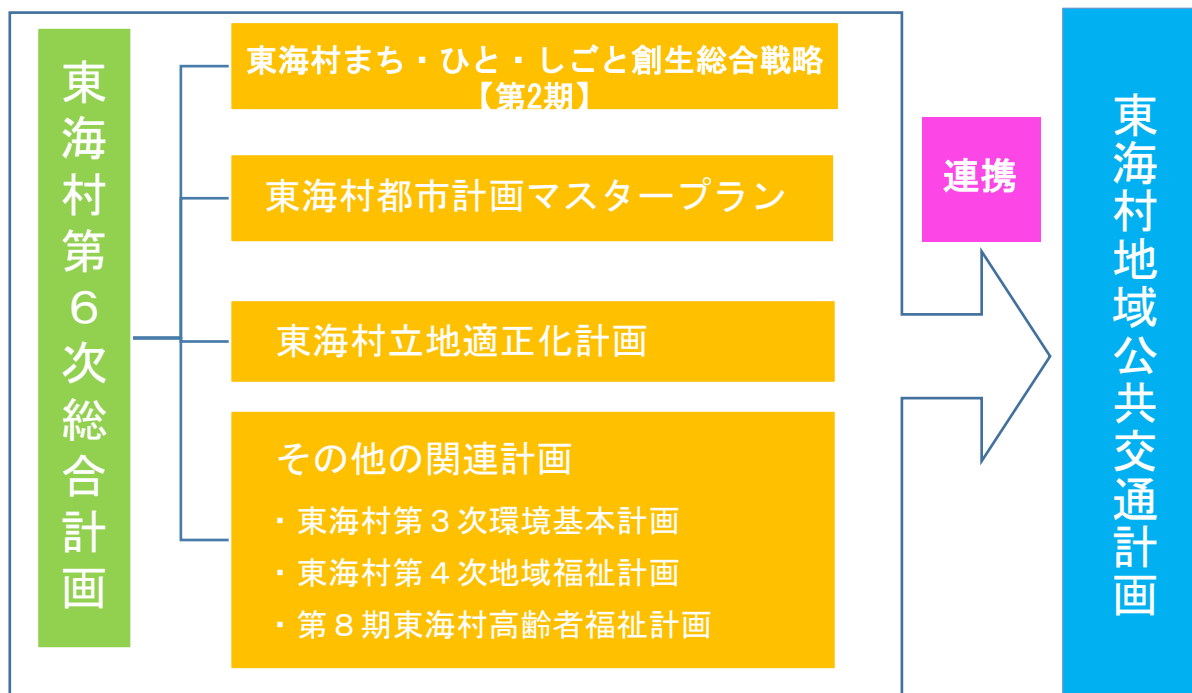 東海村第６次総合計画
東海村まち・ひと・しごと創生総合戦略
【第2期】
東海村都市計画マスタープラン
東海村立地適正化計画
その他の関連計画
・東海村第３次環境基本計画
・東海村第４次地域福祉計画
・第８期東海村高齢者福祉計画
連携
東海村地域公共交通計画